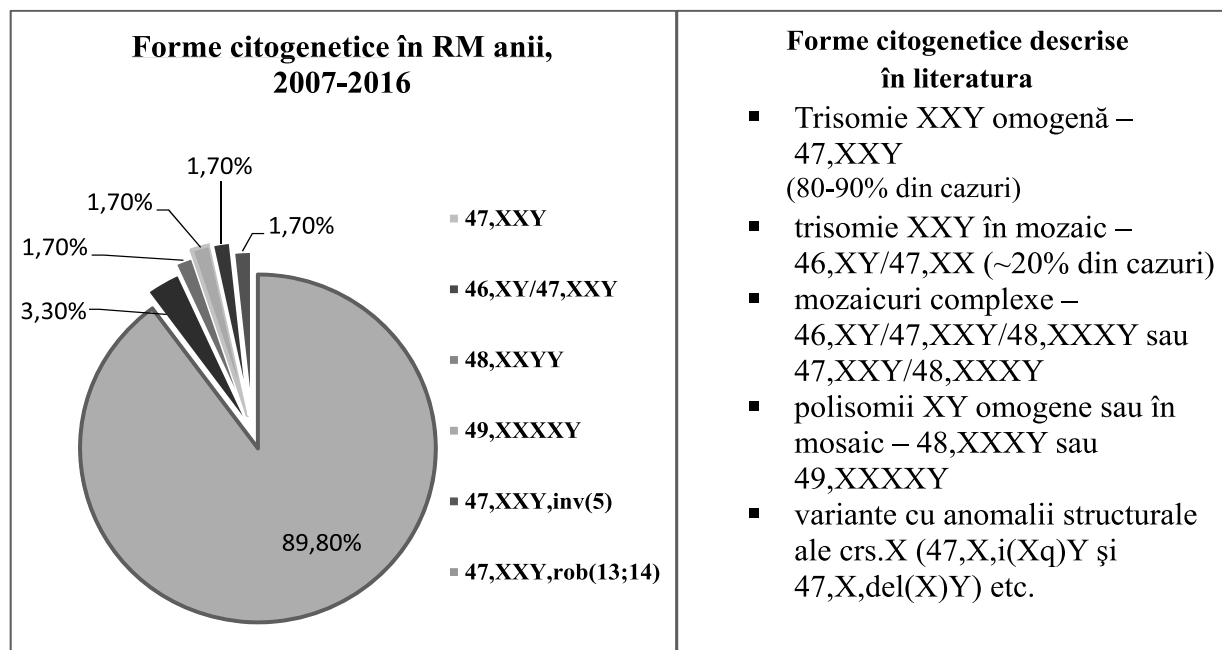 Forme citogenetice în RM anii,
2007-2016
1,70%
1,70%
1,70%
1,70%
3,30%
89,80%
47,XXY
46,XY/47,XXY
48,XXYY
49,XXXXY
47,XXY,inv(5)
47,XXY,rob(13;14)
Forme citogenetice descrise
în literatura
▪ Trisomie XXY omogenă –
47,XXY
(80-90% din cazuri)
▪ trisomie XXY în mozaic –
46,XY/47,XX (~20% din cazuri)
▪ mozaicuri complexe –
46,XY/47,XXY/48,XXXY sau
47,XXY/48,XXXY
▪ polisomii XY omogene sau în
mosaic – 48,XXXY sau
49,XXXXY
▪ variante cu anomalii structurale
ale crs.X (47,X,i(Xq)Y şi
47,X,del(X)Y) etc.